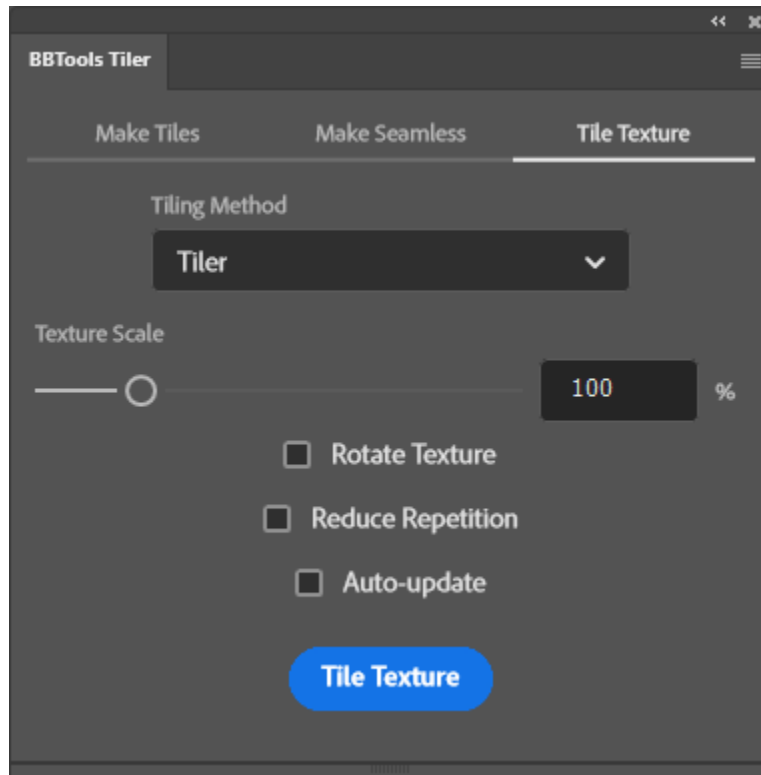 BBTools Tiler
Make Tiles Make Seamless Tile Texture
Tiling Method
Tiler
Texture Scale
100 %
Rotate Texture
Reduce Repetition
Auto-update
Tile Texture